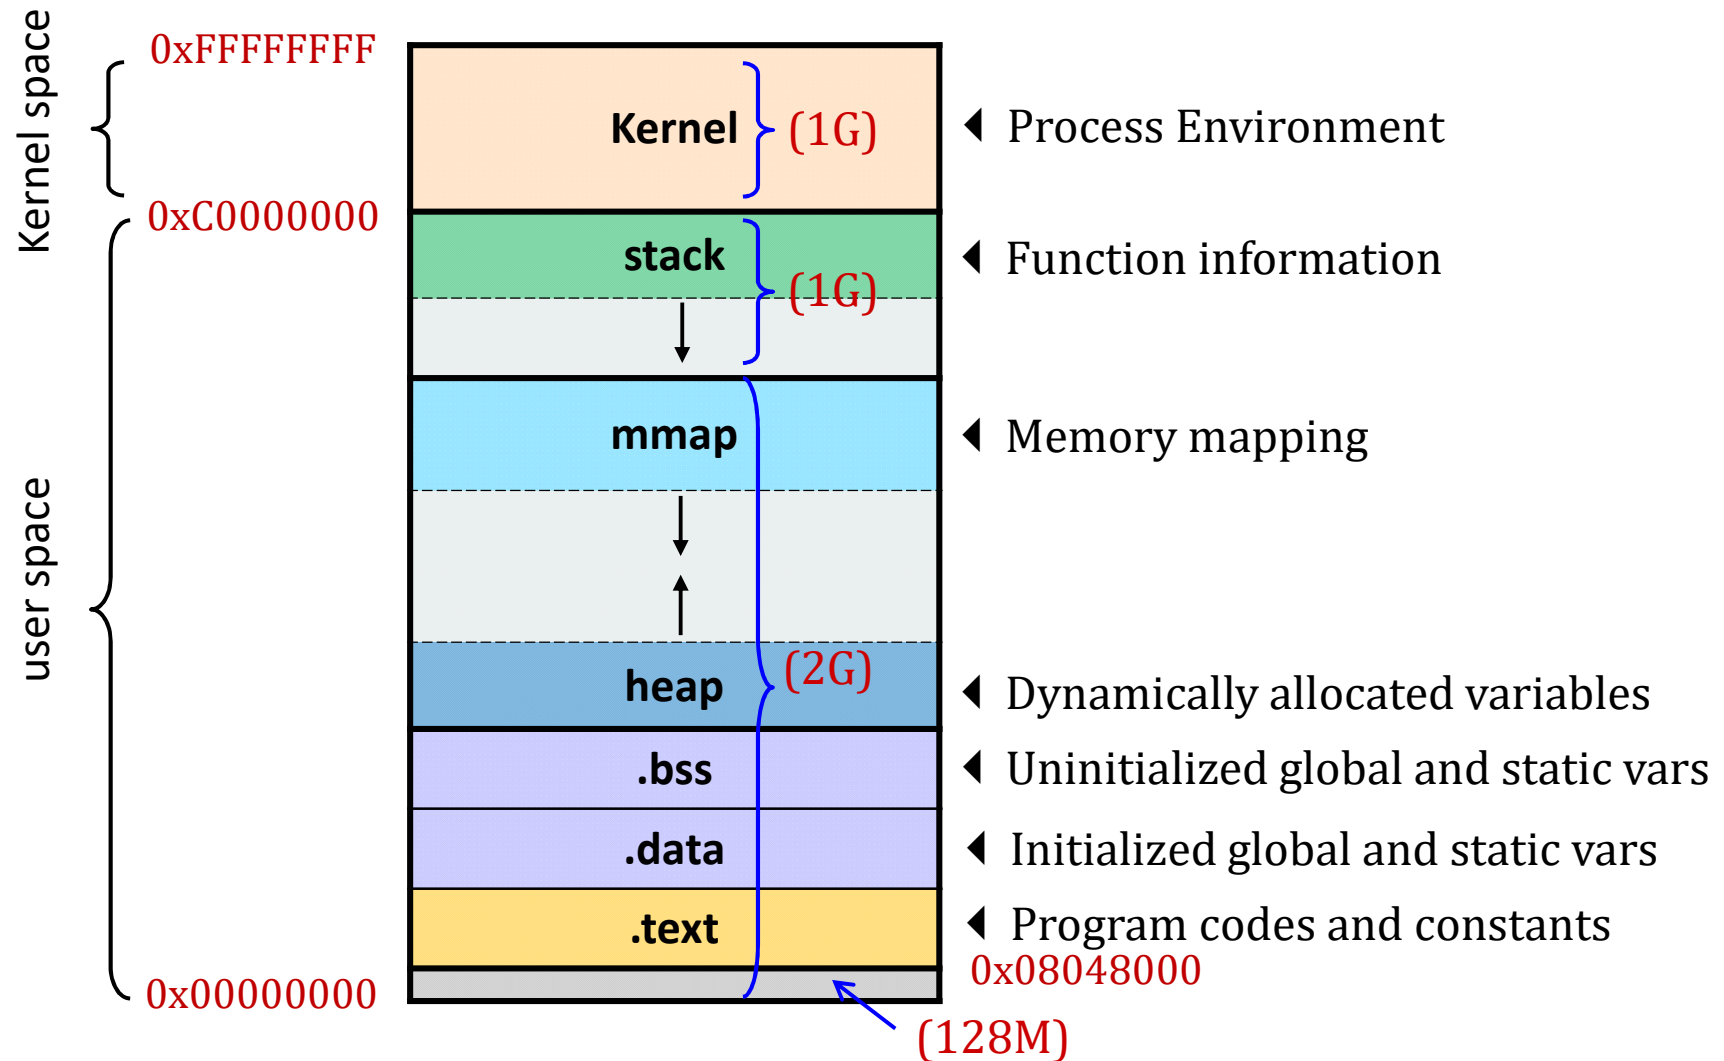 Kernel space
0xFFFFFFFF
Kernel
(1G)
◀ Process Environment
0xC0000000
user space
stack
(1G)
◀ Function information
mmap
◀ Memory mapping
heap
(2G)
◀ Dynamically allocated variables
.bss
◀ Uninitialized global and static vars
.data
◀ Initialized global and static vars
.text
◀ Program codes and constants
0x08048000
0x00000000
(128M)